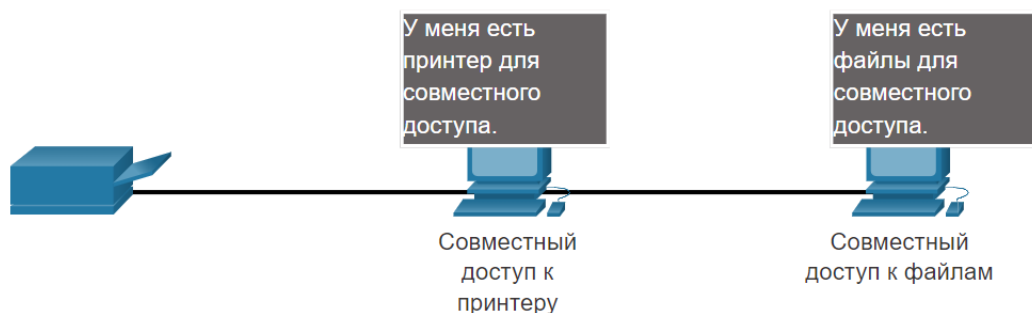 У меня есть
принтер для
совместного
доступа.
У меня есть
файлы для
совместного
доступа.
Совместный
доступ к
принтеру
Совместный
доступ к файлам